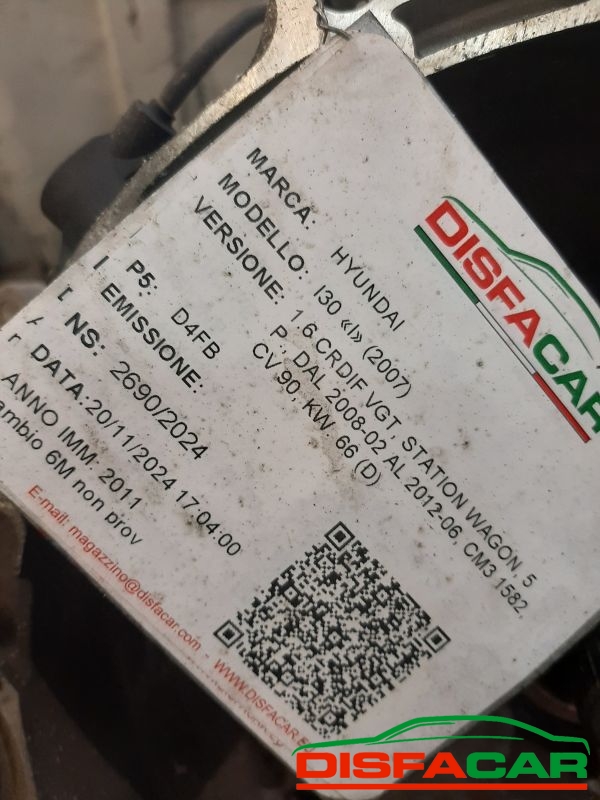 MARCA: HYUNDAI
MODELLO: I30 «I» (2007)
VERSIONE: 1.6 CRDIF VGT STATION WAGON 5
P., DAL 2008-02 AL 2012-06, CM3 1582,
CV 90, KW. 66 (D)
P5: D4FB
EMISSIONE:
NS: 2690/2024
DATA: 20/11/2024 17:04:00
ANNO IMM: 2011
ambio 6M non prov
E-mail: magazzino@disfacar.com - WWW.DISFACAR.E
DISFACAR
DISFACAR